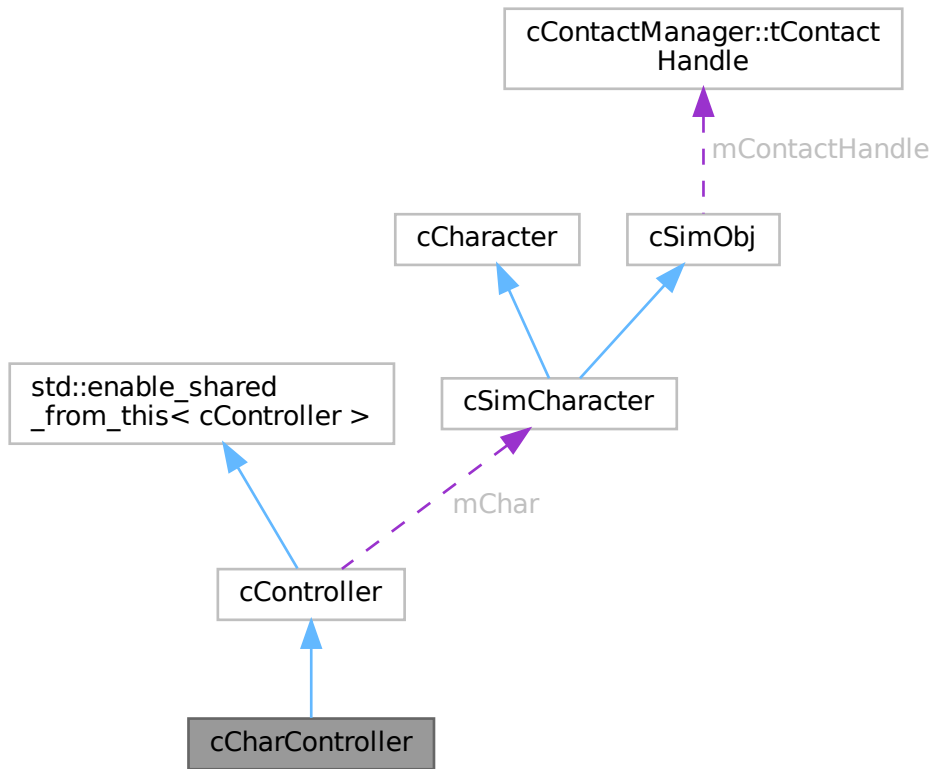 cContactManager::tContact
Handle
mContactHandle
cCharacter
cSimObj
std::enable_shared
_from_this< cController >
cSimCharacter
mChar
cController
cCharController